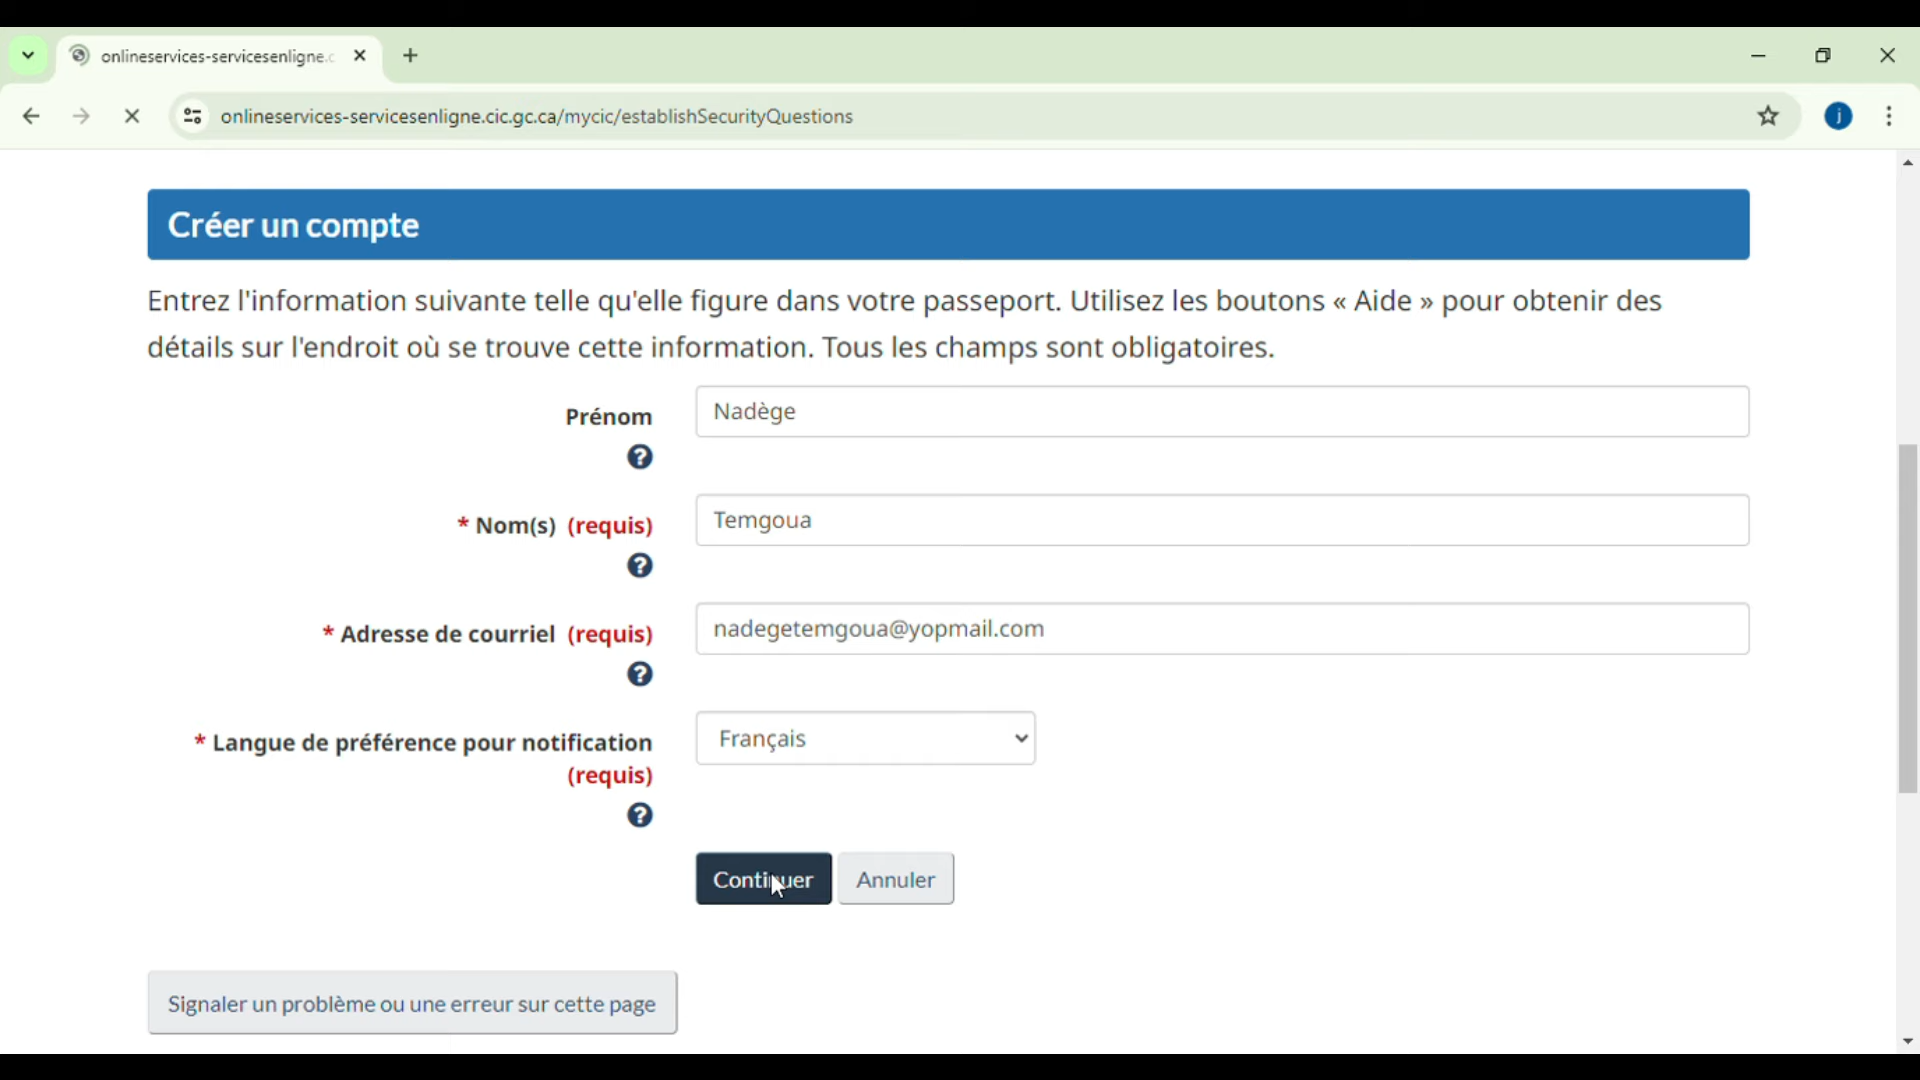 onlineservices-servicesenligne.c
onlineservices-servicesenligne.cic.gc.ca/mycic/establishSecurityQuestions
j
Créer un compte
Entrez l'information suivante telle qu'elle figure dans votre passeport. Utilisez les boutons « Aide » pour obtenir des
détails sur l'endroit où se trouve cette information. Tous les champs sont obligatoires.
Prénom
Nadège
?
* Nom(s) (requis)
Temgoua
?
* Adresse de courriel (requis)
nadegetemgoua@yopmail.com
?
* Langue de préférence pour notification
(requis)
Français
?
Continuer
Annuler
Signaler un problème ou une erreur sur cette page